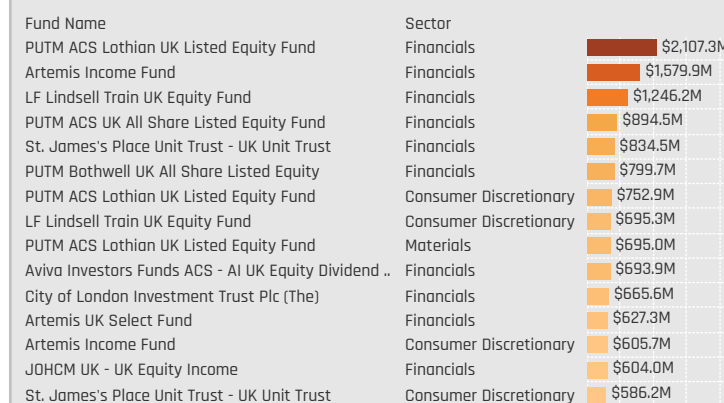 Fund Name Sector
PUTM ACS Lothian UK Listed Equity Fund Financials $2,107.3M
Artemis Income Fund Financials $1,579.9M
LF Lindsell Train UK Equity Fund Financials $1,246.2M
PUTM ACS UK All Share Listed Equity Fund Financials $894.5M
St. James's Place Unit Trust - UK Unit Trust Financials $834.5M
PUTM Bothwell UK All Share Listed Equity Financials $799.7M
PUTM ACS Lothian UK Listed Equity Fund Consumer Discretionary $752.9M
LF Lindsell Train UK Equity Fund Consumer Discretionary $695.3M
PUTM ACS Lothian UK Listed Equity Fund Materials $695.0M
Aviva Investors Funds ACS - AI UK Equity Dividend .. Financials $693.9M
City of London Investment Trust Plc (The) Financials $665.6M
Artemis UK Select Fund Financials $627.3M
Artemis Income Fund Consumer Discretionary $605.7M
JOHCM UK - UK Equity Income Financials $604.0M
St. James's Place Unit Trust - UK Unit Trust Consumer Discretionary $586.2M